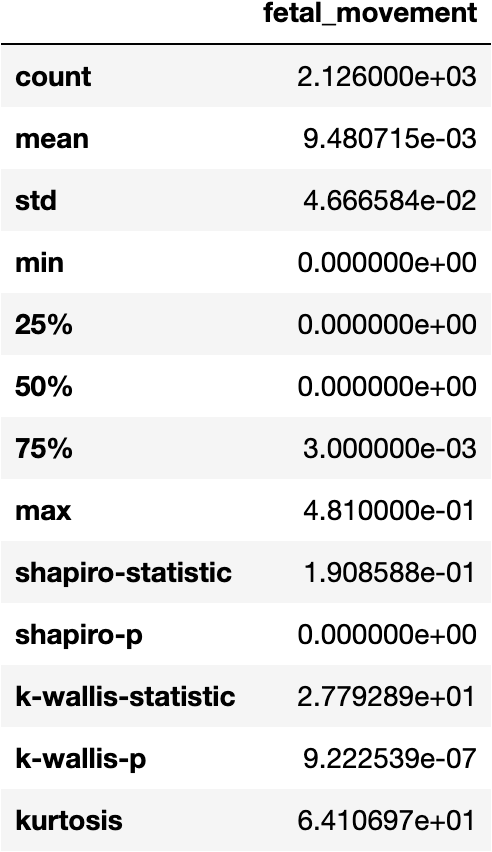 fetal_movement
count 2.126000e+03
mean 9.480715e-03
std 4.666584e-02
min 0.000000e+00
25% 0.000000e+00
50% 0.000000e+00
75% 3.000000e-03
max 4.810000e-01
shapiro-statistic 1.908588e-01
shapiro-p 0.000000e+00
k-wallis-statistic 2.779289e+01
k-wallis-p 9.222539e-07
kurtosis 6.410697e+01